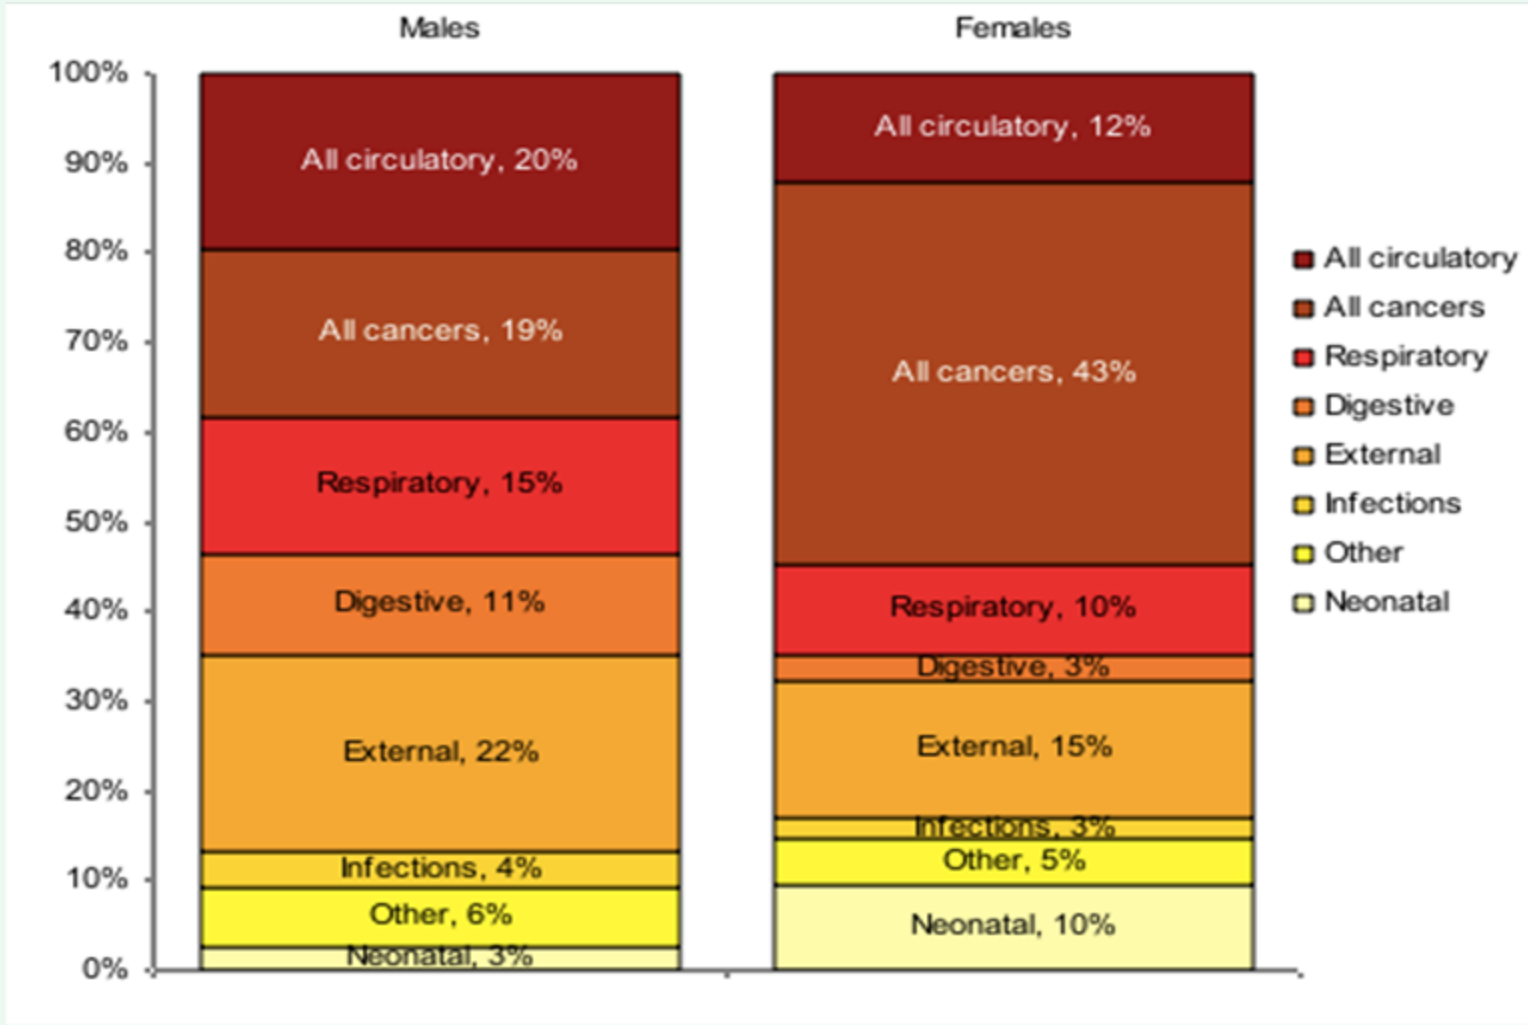 Males
Females
100%
90%
80%
70%
60%
50%
40%
30%
20%
10%
0%
All circulatory, 20%
All cancers, 19%
Respiratory, 15%
Digestive, 11%
External, 22%
Infections, 4%
Other, 6%
Neonatal, 3%
All circulatory, 12%
All cancers, 43%
Respiratory, 10%
Digestive, 3%
External, 15%
Infections, 3%
Other, 5%
Neonatal, 10%
All circulatory
All cancers
Respiratory
Digestive
External
Infections
Other
Neonatal